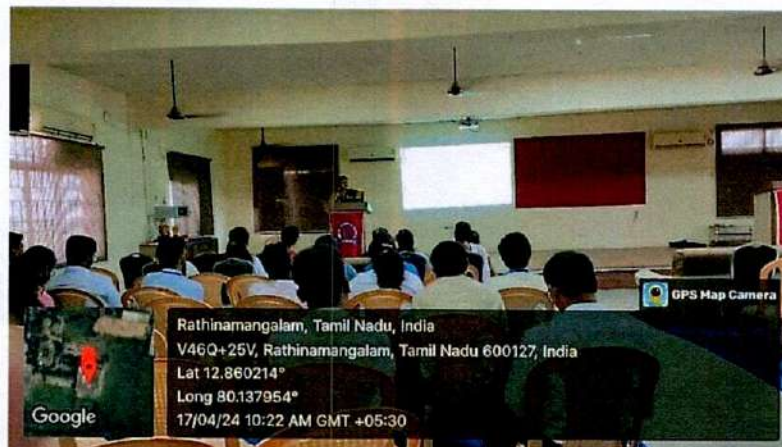 GPS Map Camera
Rathinamangalam, Tamil Nadu, India
V46Q+25V, Rathinamangalam, Tamil Nadu 600127, India
Lat 12.860214°
Long 80.137954°
17/04/24 10:22 AM GMT +05:30
Google